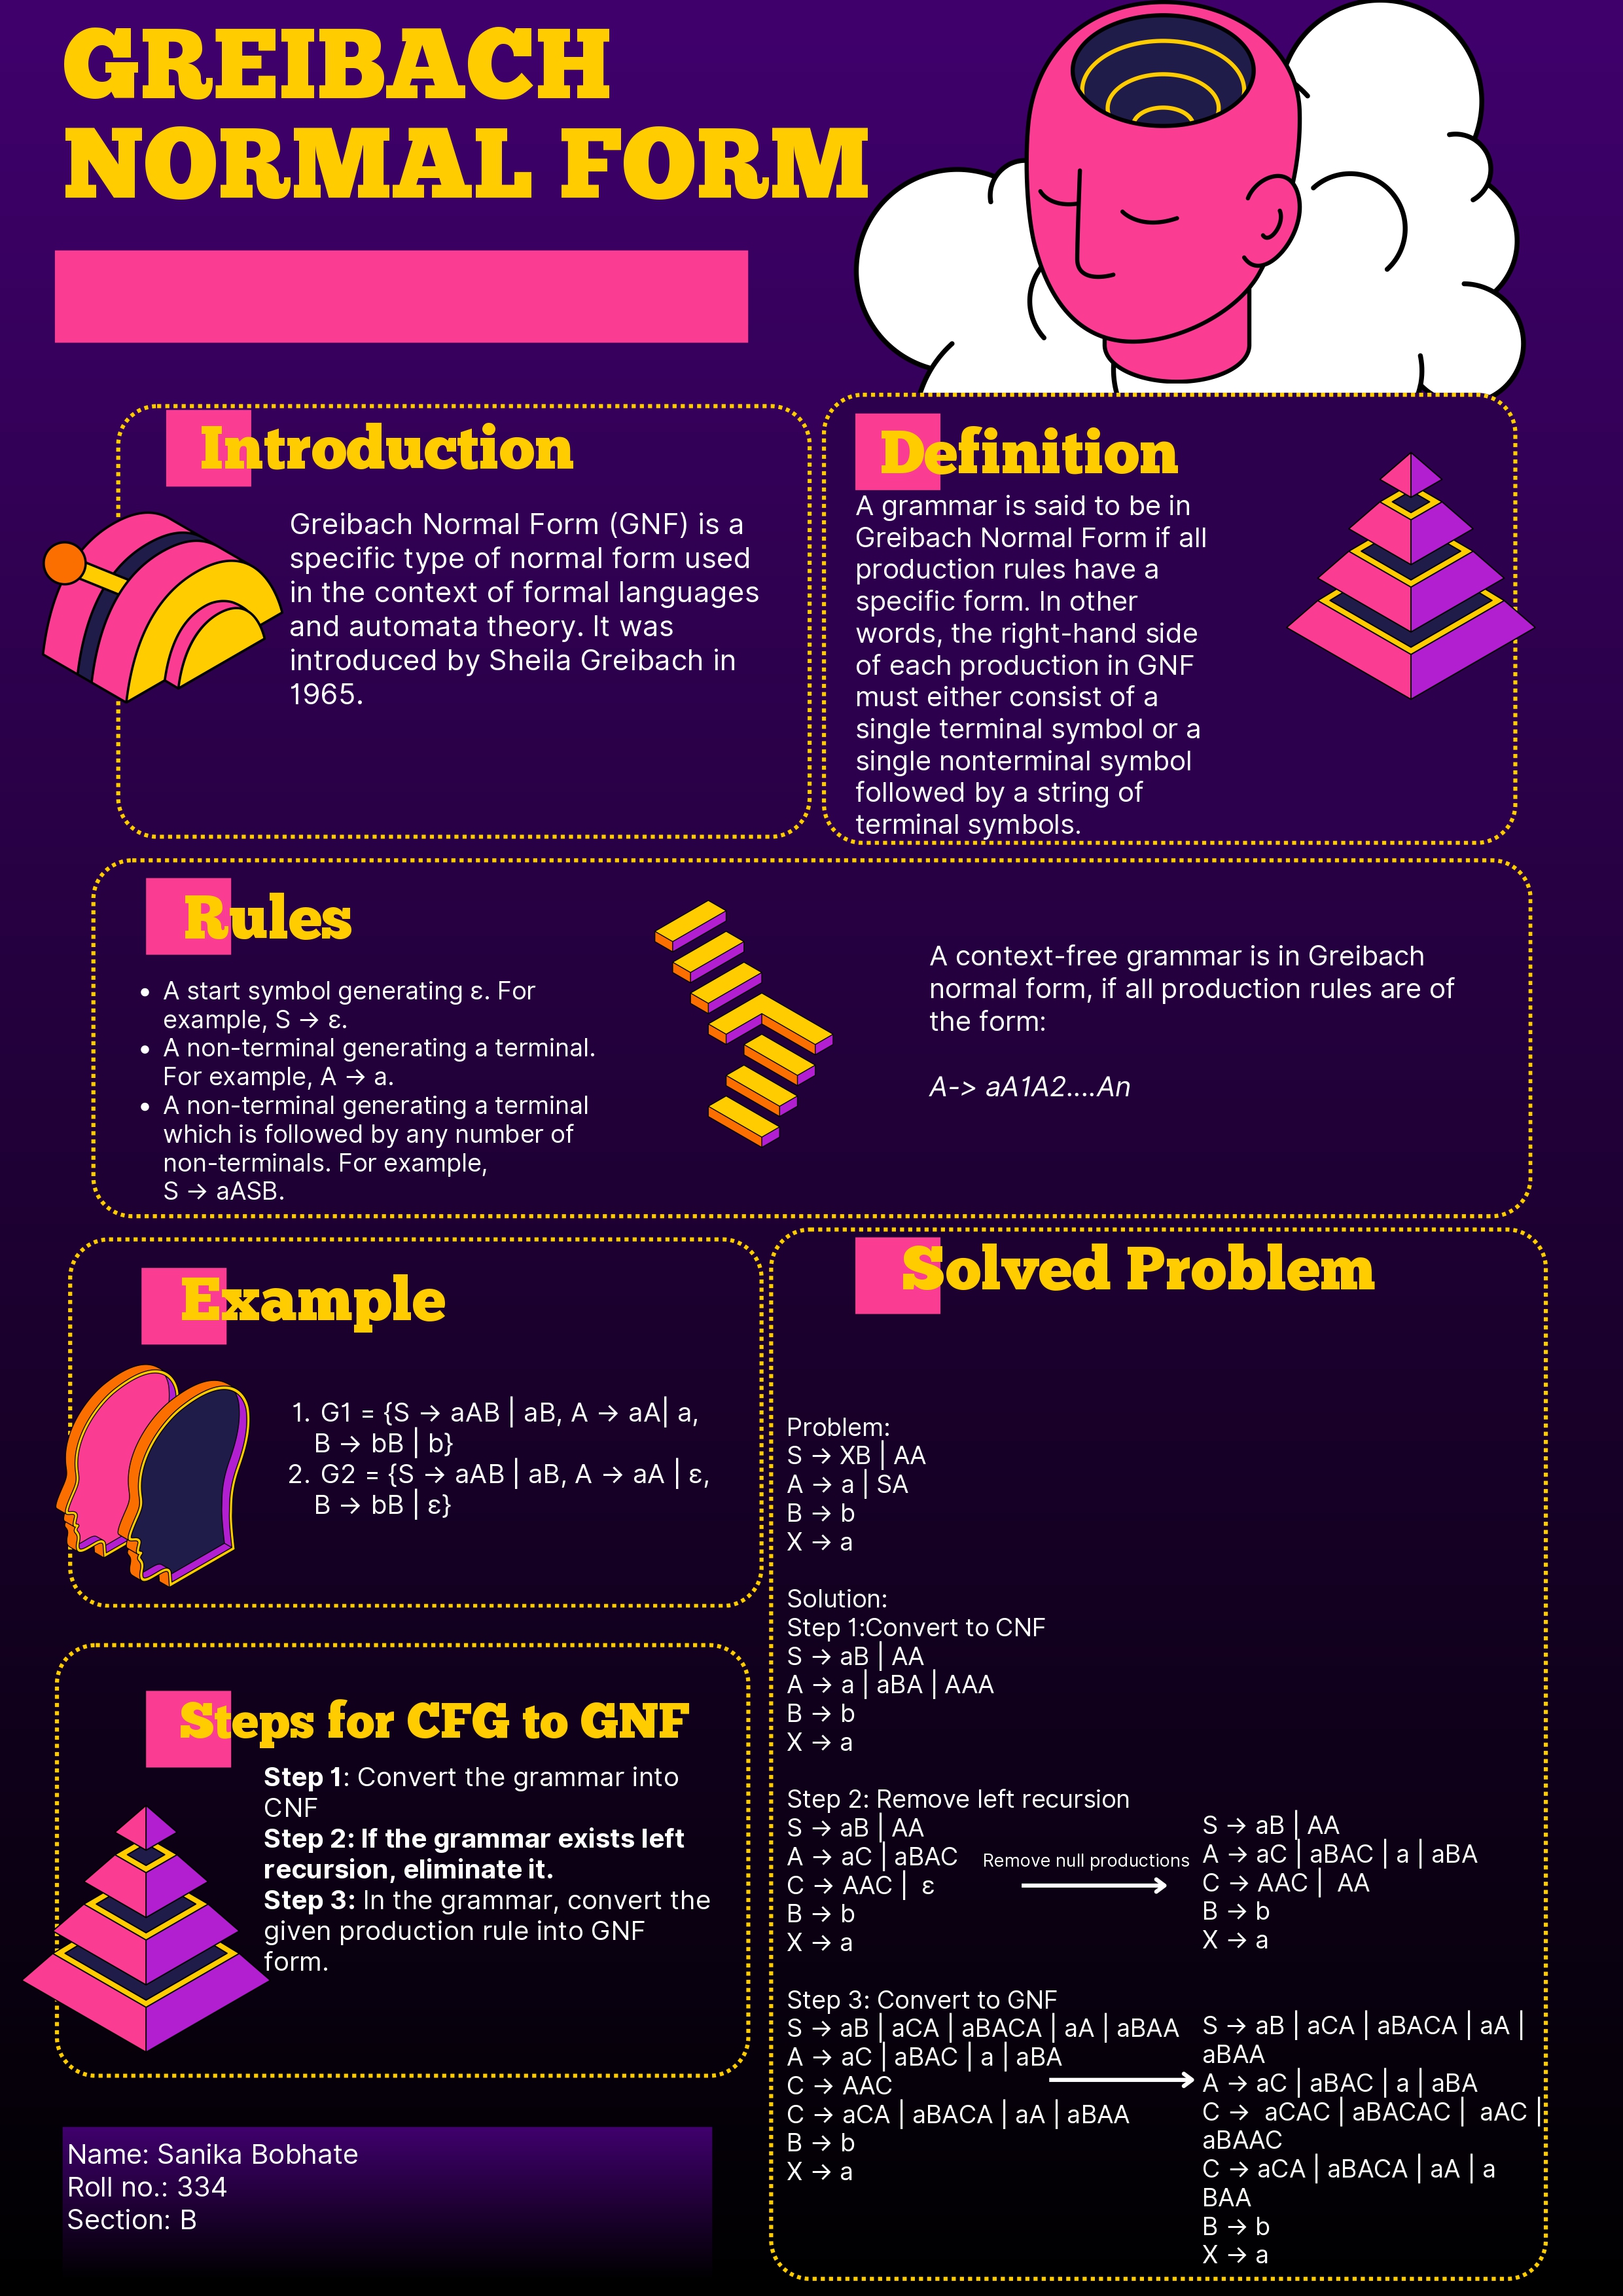 GREIBACH
NORMAL FORM
Introduction
Greibach Normal Form (GNF) is a
specific type of normal form used
in the context of formal languages
and automata theory. It was
introduced by Sheila Greibach in
1965.
Definition
A grammar is said to be in
Greibach Normal Form if all
production rules have a
specific form. In other
words, the right-hand side
of each production in GNF
must either consist of a
single terminal symbol or a
single nonterminal symbol
followed by a string of
terminal symbols.
Rules
• A start symbol generating ε. For
example, S → ε.
• A non-terminal generating a terminal.
For example, A → a.
• A non-terminal generating a terminal
which is followed by any number of
non-terminals. For example,
S → aASB.
A context-free grammar is in Greibach
normal form, if all production rules are of
the form:
A-> aA1A2....An
Example
1. G1 = {S → aAB | aB, A → aA| a,
B → bB | b}
2. G2 = {S → aAB | aB, A → aA | ε,
B → bB | ε}
Steps for CFG to GNF
Step 1: Convert the grammar into
CNF
Step 2: If the grammar exists left
recursion, eliminate it.
Step 3: In the grammar, convert the
given production rule into GNF
form.
Name: Sanika Bobhate
Roll no.: 334
Section: B
Solved Problem
Problem:
S → XB | AA
A → a | SA
B → b
X → a
Solution:
Step 1:Convert to CNF
S → aB | AA
A → a | aBA | AAA
B → b
X → a
Step 2: Remove left recursion
S → aB | AA
A → aC | aBAC
C → AAC | ε
B → b
X → a
Remove null productions
S → aB | AA
A → aC | aBAC | a | aBA
C → AAC | AA
B → b
X → a
Step 3: Convert to GNF
S → aB | aCA | aBACA | aA | aBAA
A → aC | aBAC | a | aBA
C → AAC
C → aCA | aBACA | aA | aBAA
B → b
X → a
S → aB | aCA | aBACA | aA |
aBAA
A → aC | aBAC | a | aBA
C → aCAC | aBACAC | aAC |
aBAAC
C → aCA | aBACA | aA | a
BAA
B → b
X → a